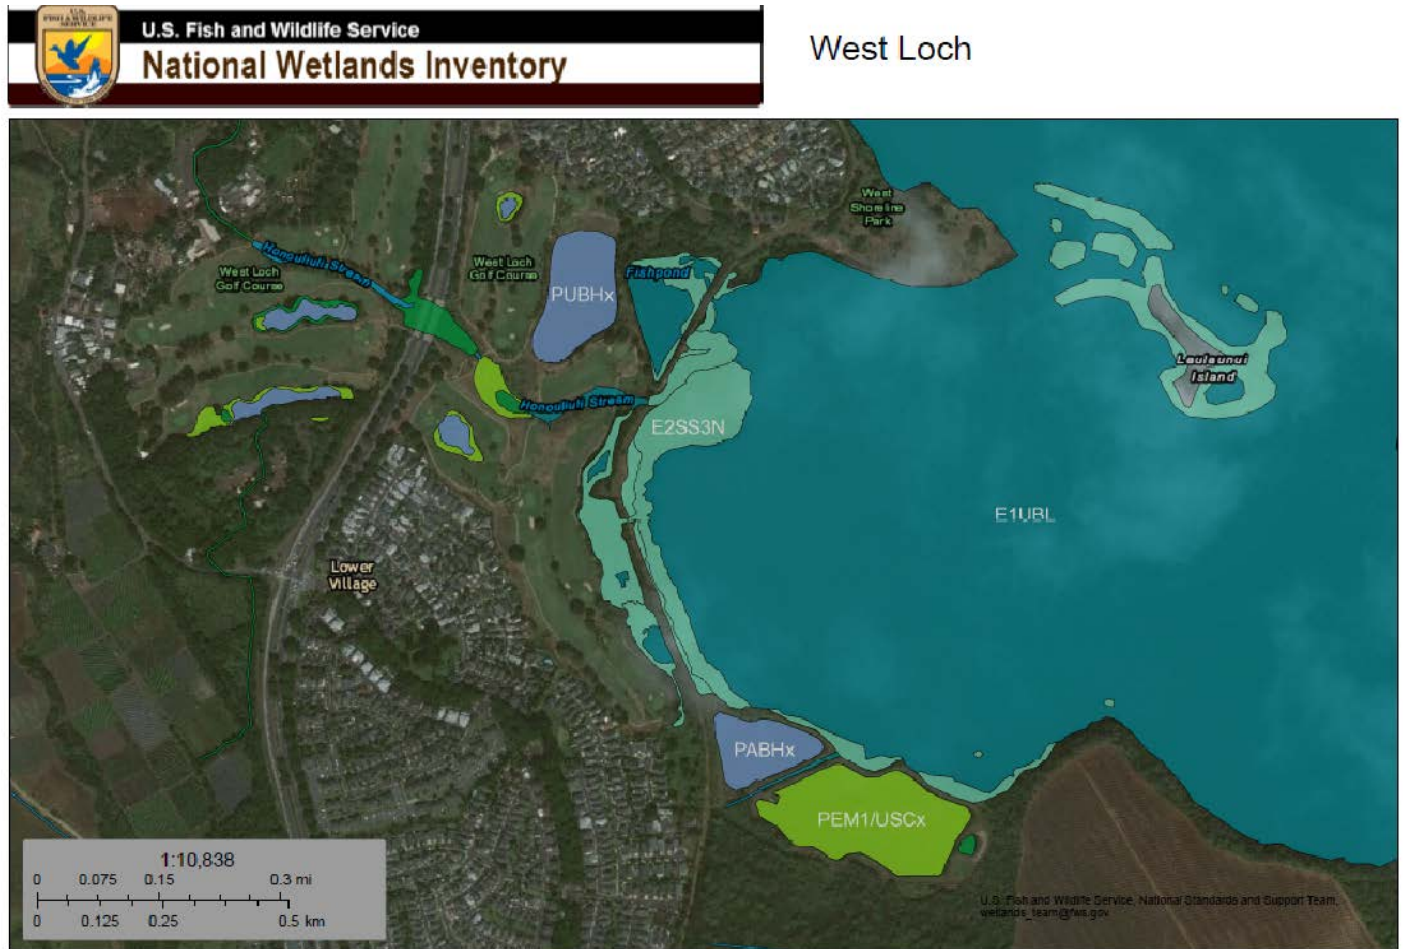 U.S.
FISH & WILDLIFE
SERVICE
U.S. Fish and Wildlife Service
National Wetlands Inventory
West Loch
West
Shoreline
Park
Honouliuli Stream
West Loch
Golf Course
West Loch
Golf Course
Fishpond
PUBHx
Laulaunui
Island
Honouliuli Stream
E2SS3N
E1UBL
Lower
Village
PABHx
PEM1/USCx
1:10,838
0 0.075 0.15 0.3 mi
0 0.125 0.25 0.5 km
U.S. Fish and Wildlife Service, National Standards and Support Team,
wetlands_team@fws.gov